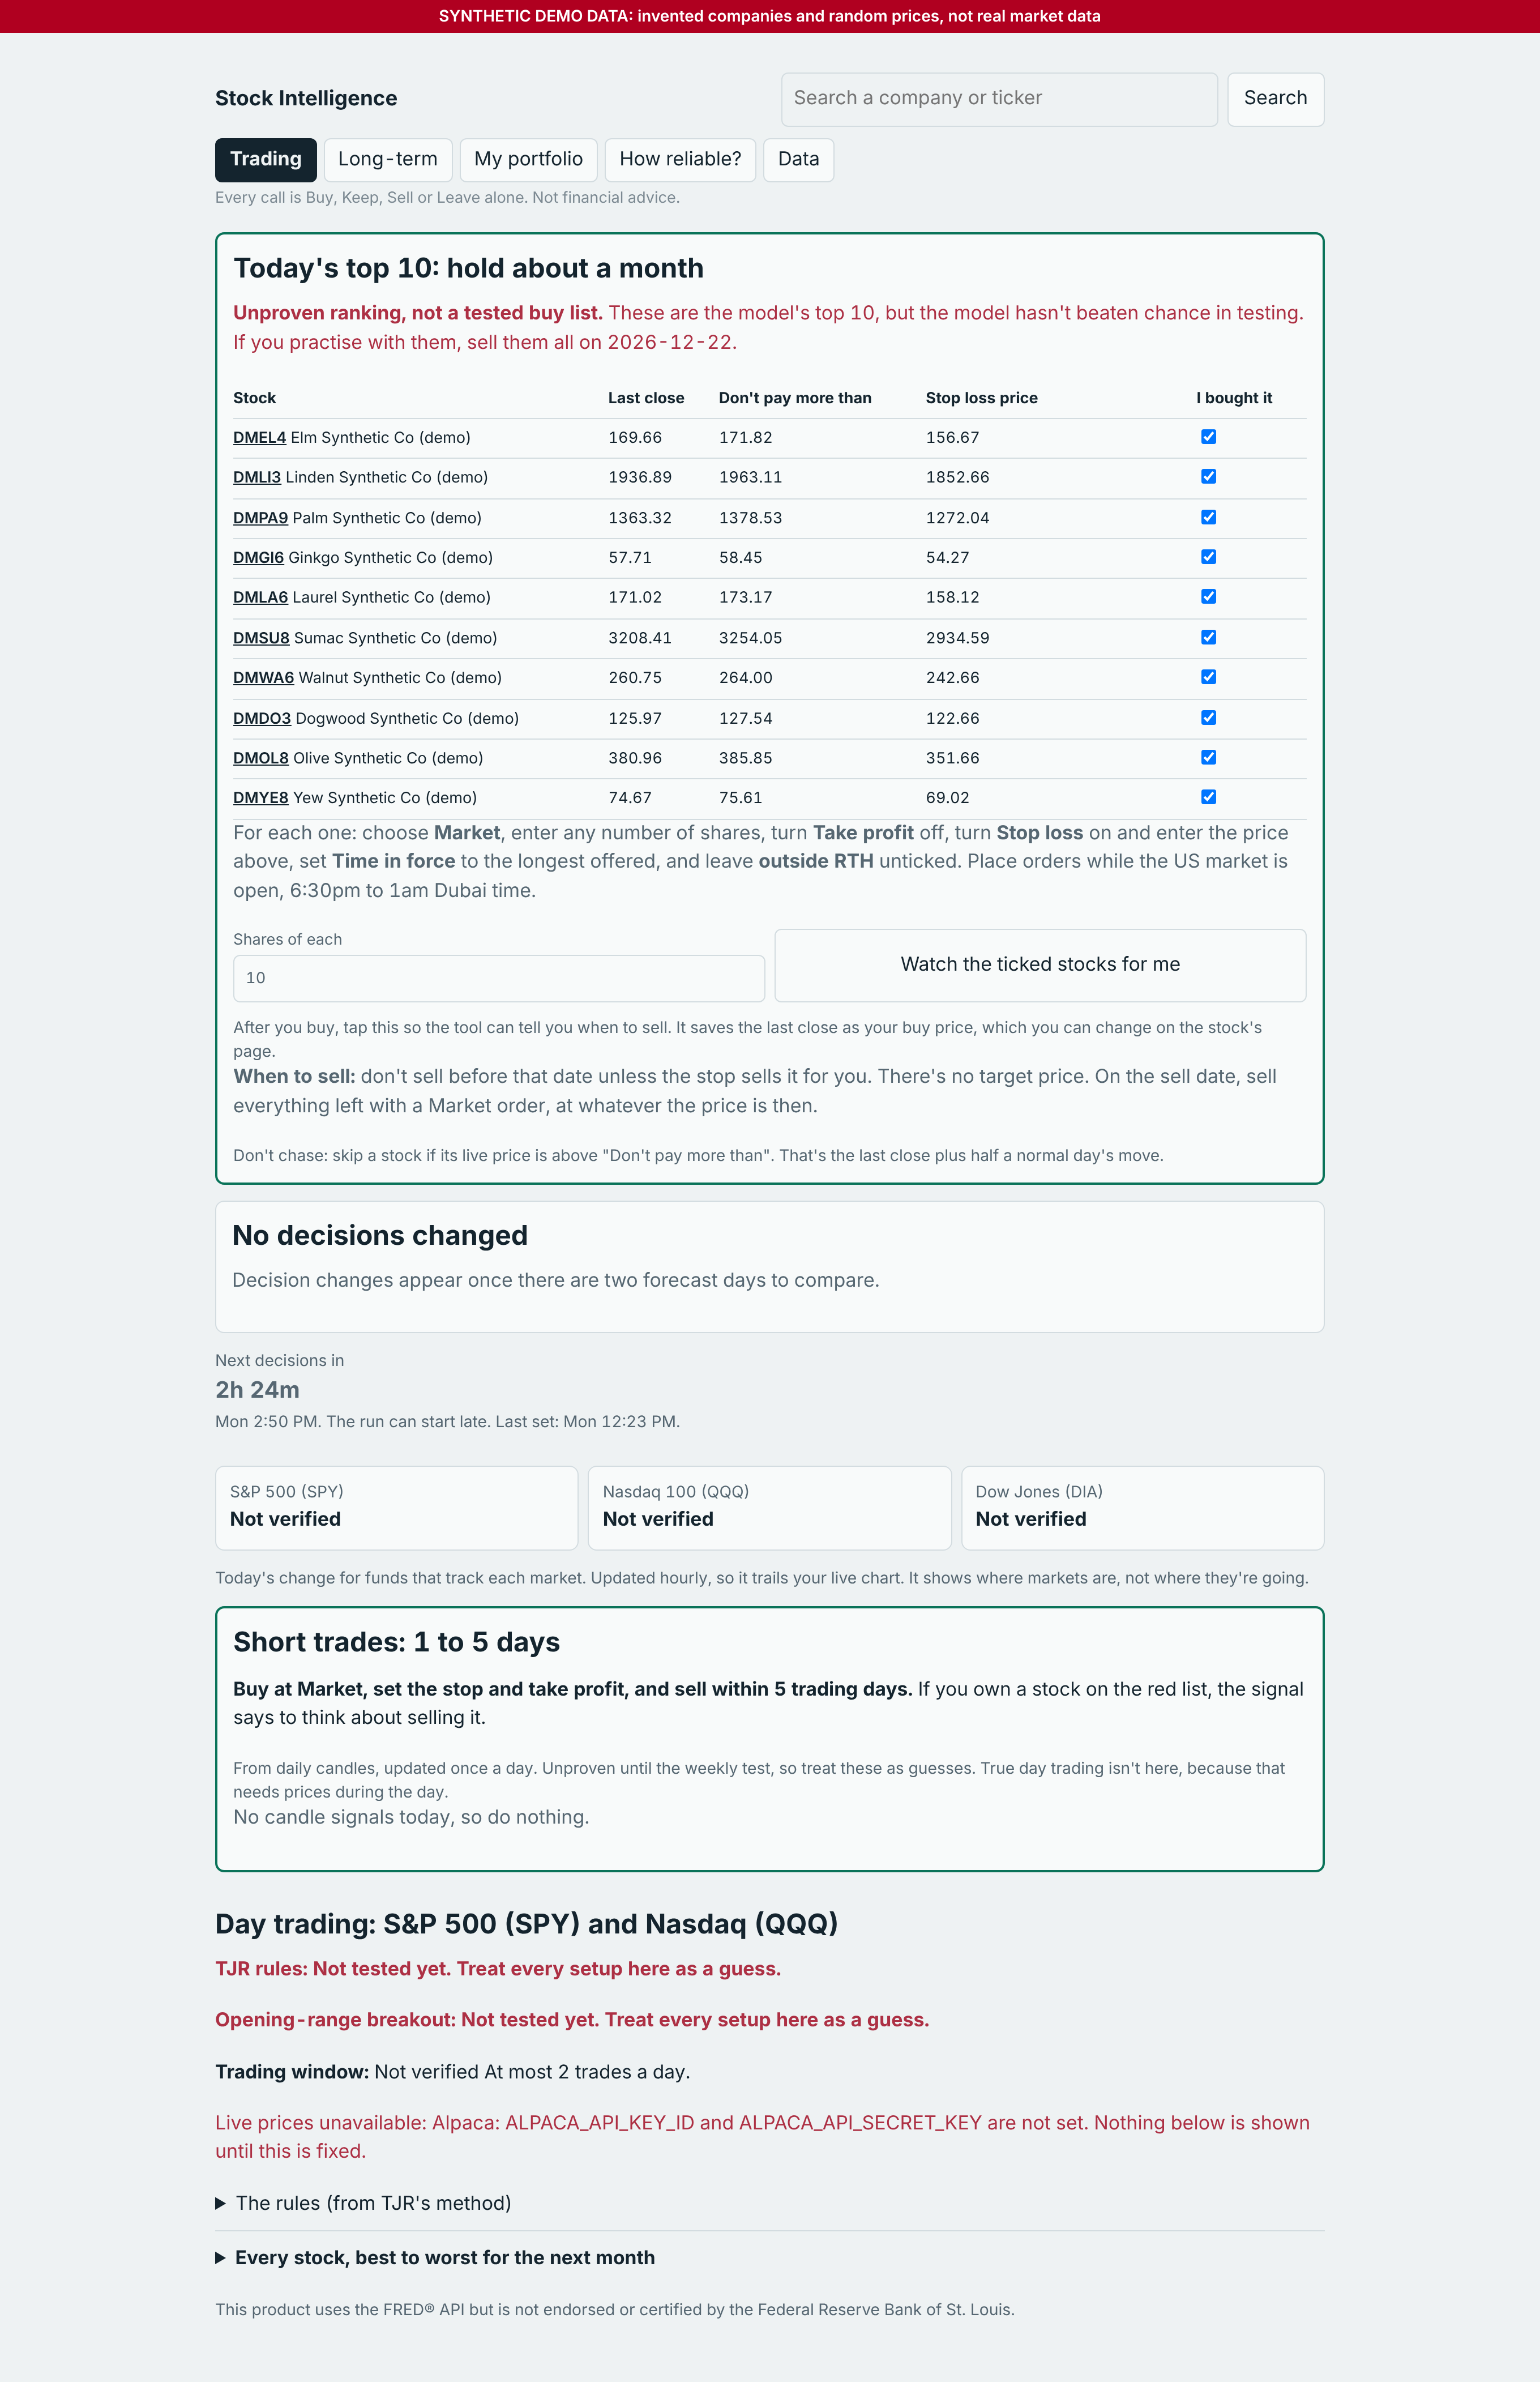 SYNTHETIC DEMO DATA: invented companies and random prices, not real market data
Stock Intelligence
Search a company or ticker
Search
Trading
Long-term
My portfolio
How reliable?
Data
Every call is Buy, Keep, Sell or Leave alone. Not financial advice.
Today's top 10: hold about a month
Unproven ranking, not a tested buy list. These are the model's top 10, but the model hasn't beaten chance in testing.
If you practise with them, sell them all on 2026-12-22.
Stock Last close Don't pay more than Stop loss price I bought it
DMEL4 Elm Synthetic Co (demo) 169.66 171.82 156.67
DMLI3 Linden Synthetic Co (demo) 1936.89 1963.11 1852.66
DMPA9 Palm Synthetic Co (demo) 1363.32 1378.53 1272.04
DMGI6 Ginkgo Synthetic Co (demo) 57.71 58.45 54.27
DMLA6 Laurel Synthetic Co (demo) 171.02 173.17 158.12
DMSU8 Sumac Synthetic Co (demo) 3208.41 3254.05 2934.59
DMWA6 Walnut Synthetic Co (demo) 260.75 264.00 242.66
DMDO3 Dogwood Synthetic Co (demo) 125.97 127.54 122.66
DMOL8 Olive Synthetic Co (demo) 380.96 385.85 351.66
DMYE8 Yew Synthetic Co (demo) 74.67 75.61 69.02
For each one: choose Market, enter any number of shares, turn Take profit off, turn Stop loss on and enter the price
above, set Time in force to the longest offered, and leave outside RTH unticked. Place orders while the US market is
open, 6:30pm to 1am Dubai time.
Shares of each
10
Watch the ticked stocks for me
After you buy, tap this so the tool can tell you when to sell. It saves the last close as your buy price, which you can change on the stock's
page.
When to sell: don't sell before that date unless the stop sells it for you. There's no target price. On the sell date, sell
everything left with a Market order, at whatever the price is then.
Don't chase: skip a stock if its live price is above "Don't pay more than". That's the last close plus half a normal day's move.
No decisions changed
Decision changes appear once there are two forecast days to compare.
Next decisions in
2h 24m
Mon 2:50 PM. The run can start late. Last set: Mon 12:23 PM.
S&P 500 (SPY)
Not verified
Nasdaq 100 (QQQ)
Not verified
Dow Jones (DIA)
Not verified
Today's change for funds that track each market. Updated hourly, so it trails your live chart. It shows where markets are, not where they're going.
Short trades: 1 to 5 days
Buy at Market, set the stop and take profit, and sell within 5 trading days. If you own a stock on the red list, the signal
says to think about selling it.
From daily candles, updated once a day. Unproven until the weekly test, so treat these as guesses. True day trading isn't here, because that
needs prices during the day.
No candle signals today, so do nothing.
Day trading: S&P 500 (SPY) and Nasdaq (QQQ)
TJR rules: Not tested yet. Treat every setup here as a guess.
Opening-range breakout: Not tested yet. Treat every setup here as a guess.
Trading window: Not verified At most 2 trades a day.
Live prices unavailable: Alpaca: ALPACA_API_KEY_ID and ALPACA_API_SECRET_KEY are not set. Nothing below is shown
until this is fixed.
The rules (from TJR's method)
Every stock, best to worst for the next month
This product uses the FRED® API but is not endorsed or certified by the Federal Reserve Bank of St. Louis.